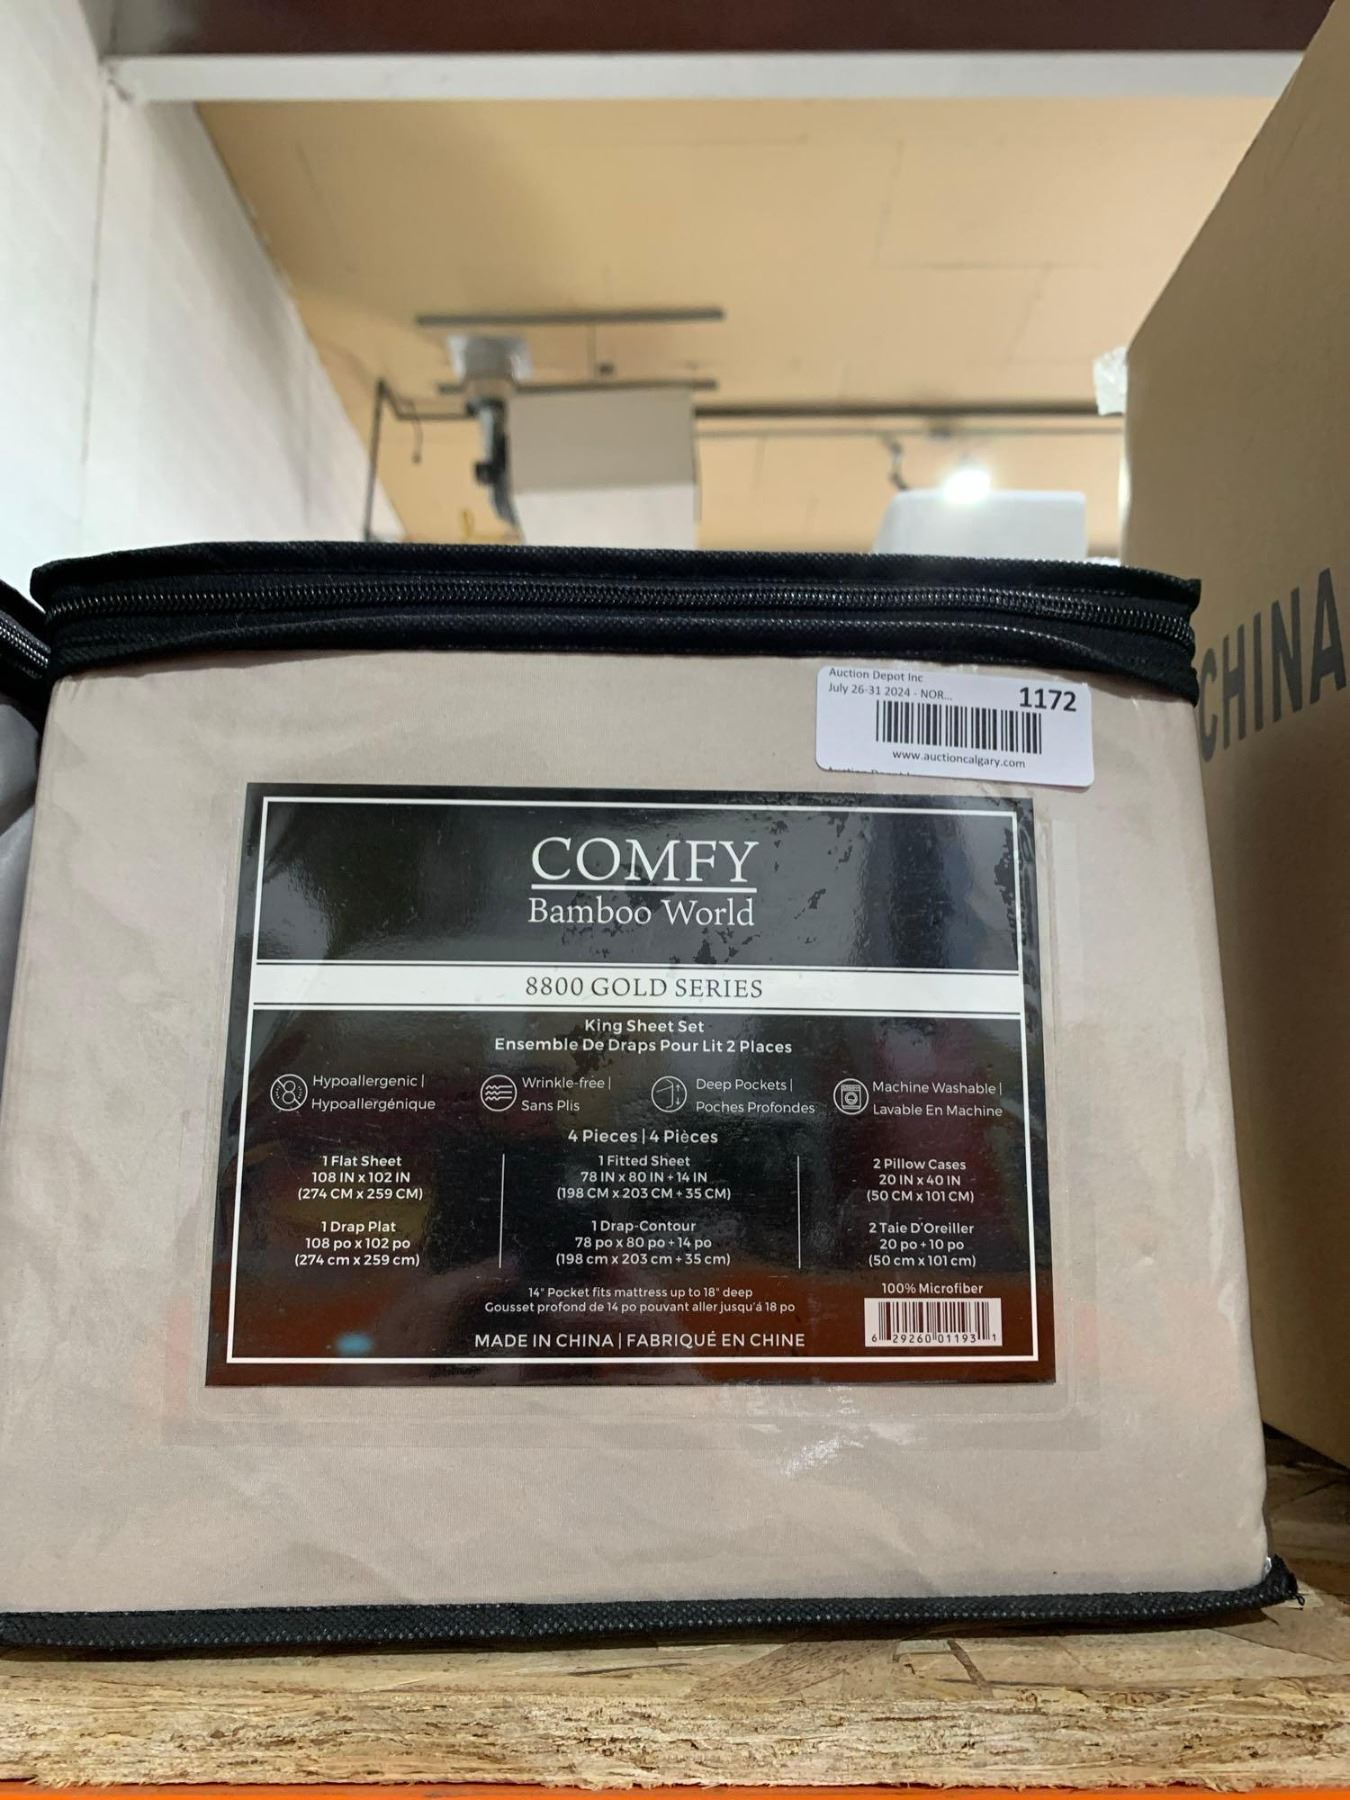 Auction Depot Inc
July 26-31 2024 - NOR...
1172
www.auctioncalgary.com
CHINA
COMFY
Bamboo World
8800 GOLD SERIES
King Sheet Set
Ensemble De Draps Pour Lit 2 Places
Hypoallergenic |
Hypoallergénique
Wrinkle-free |
Sans Plis
Deep Pockets |
Poches Profondes
Machine Washable |
Lavable En Machine
4 Pieces | 4 Pièces
1 Flat Sheet
108 IN x 102 IN
(274 CM x 259 CM)
1 Drap Plat
108 po x 102 po
(274 cm x 259 cm)
1 Fitted Sheet
78 IN x 80 IN + 14 IN
(198 CM x 203 CM + 35 CM)
1 Drap-Contour
78 po x 80 po + 14 po
(198 cm x 203 cm + 35 cm)
2 Pillow Cases
20 IN x 40 IN
(50 CM x 101 CM)
2 Taie D'Oreiller
20 po + 10 po
(50 cm x 101 cm)
14" Pocket fits mattress up to 18" deep
Gousset profond de 14 po pouvant aller jusqu'á 18 po
100% Microfiber
6 29260 01193 1
MADE IN CHINA | FABRIQUÉ EN CHINE